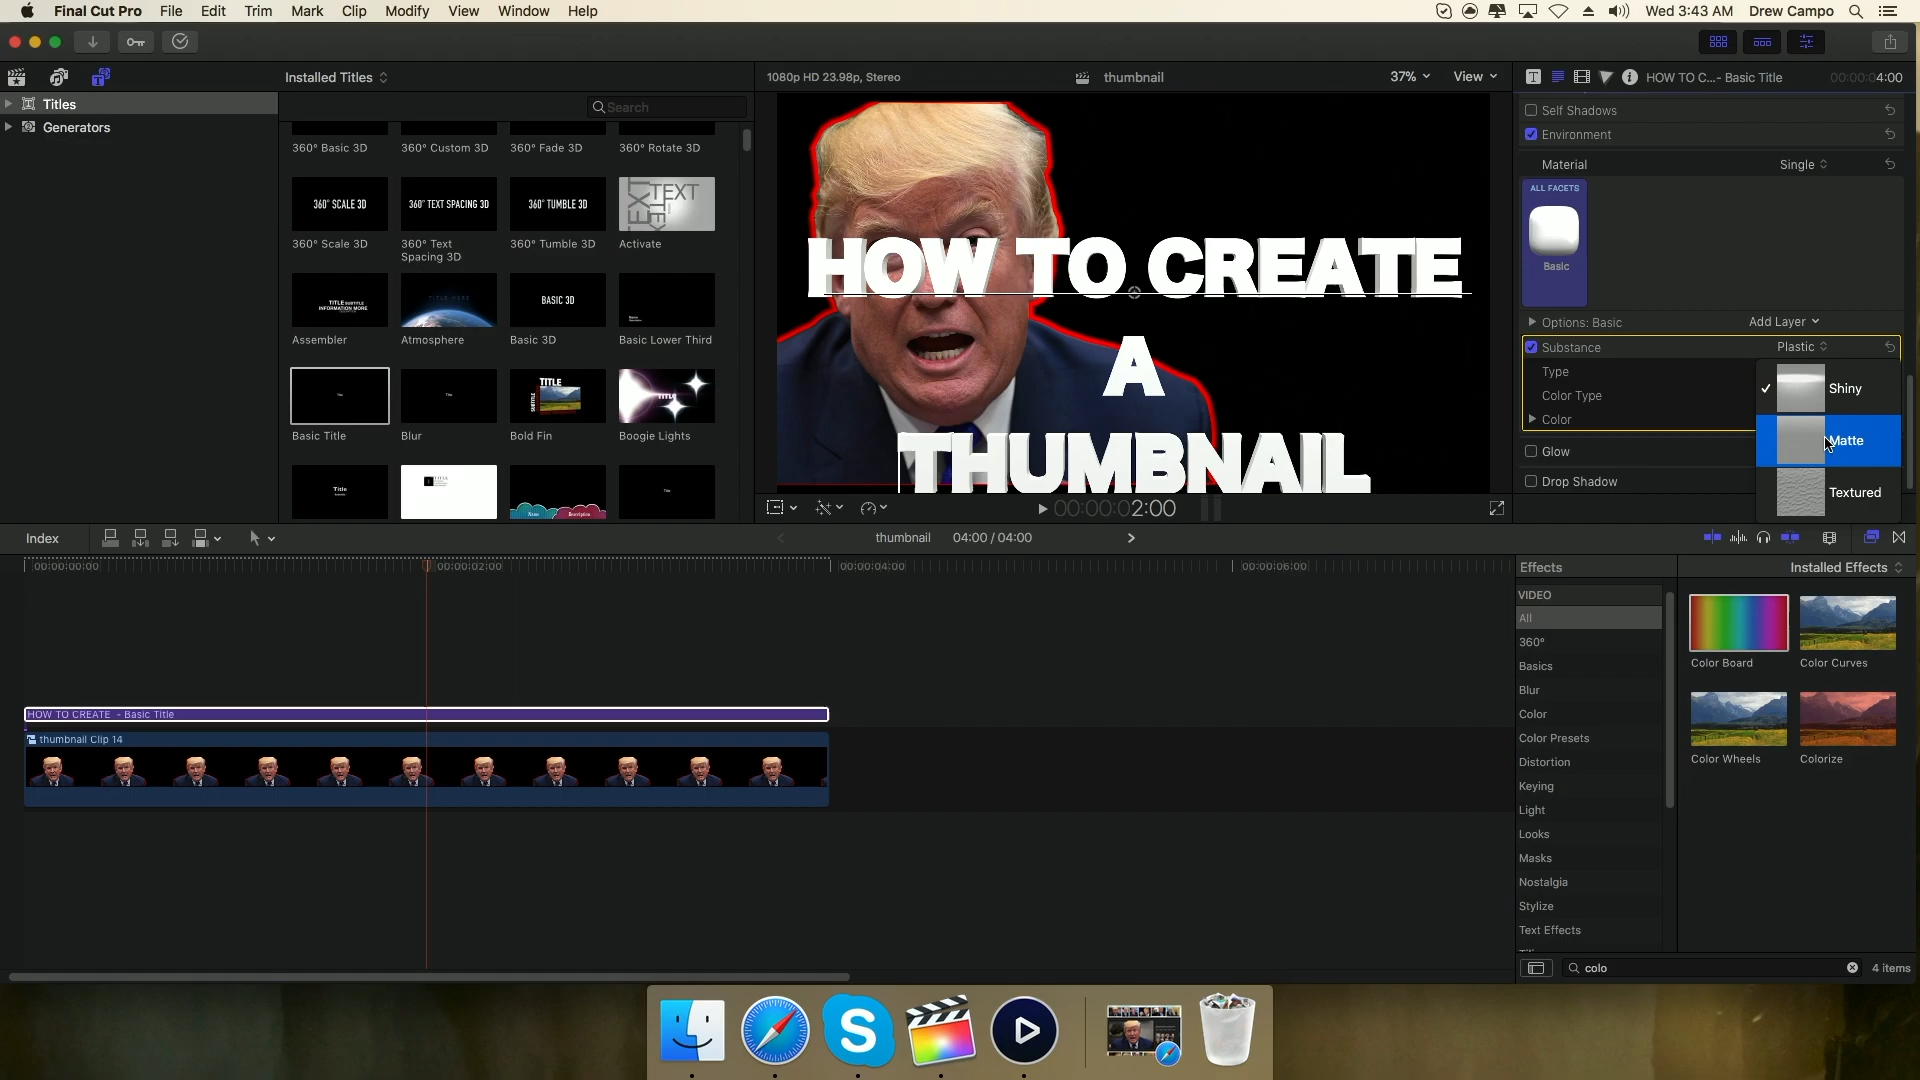 Final Cut Pro File Edit Trim Mark Clip Modify View Window Help Wed 3:43 AM Drew Campo
Installed Titles
1080p HD 23.98p, Stereo thumbnail 37% View
HOW TO C...- Basic Title 00:00:04:00
Titles
Generators
Search
360° Basic 3D 360° Custom 3D 360° Fade 3D 360° Rotate 3D
360° SCALE 3D 360° TEXT SPACING 3D 360° TUMBLE 3D TEXT
360° Scale 3D 360° Text Spacing 3D 360° Tumble 3D Activate
BASIC 3D
Assembler Atmosphere Basic 3D Basic Lower Third
Basic Title Blur Bold Fin Boogie Lights
HOW TO CREATE
A
THUMBNAIL
00:00:00:02:00
Self Shadows
Environment
Material Single
ALL FACETS
Basic
Options: Basic Add Layer
Substance Plastic
Type
Color Type
Color
Glow
Drop Shadow
Shiny
Matte
Textured
Index thumbnail 04:00 / 04:00
00:00:00:00 00:00:02:00 00:00:04:00 00:00:06:00
HOW TO CREATE - Basic Title
thumbnail Clip 14
Effects Installed Effects
VIDEO
All
360°
Basics
Blur
Color
Color Presets
Distortion
Keying
Light
Looks
Masks
Nostalgia
Stylize
Text Effects
Color Board Color Curves
Color Wheels Colorize
colo 4 items